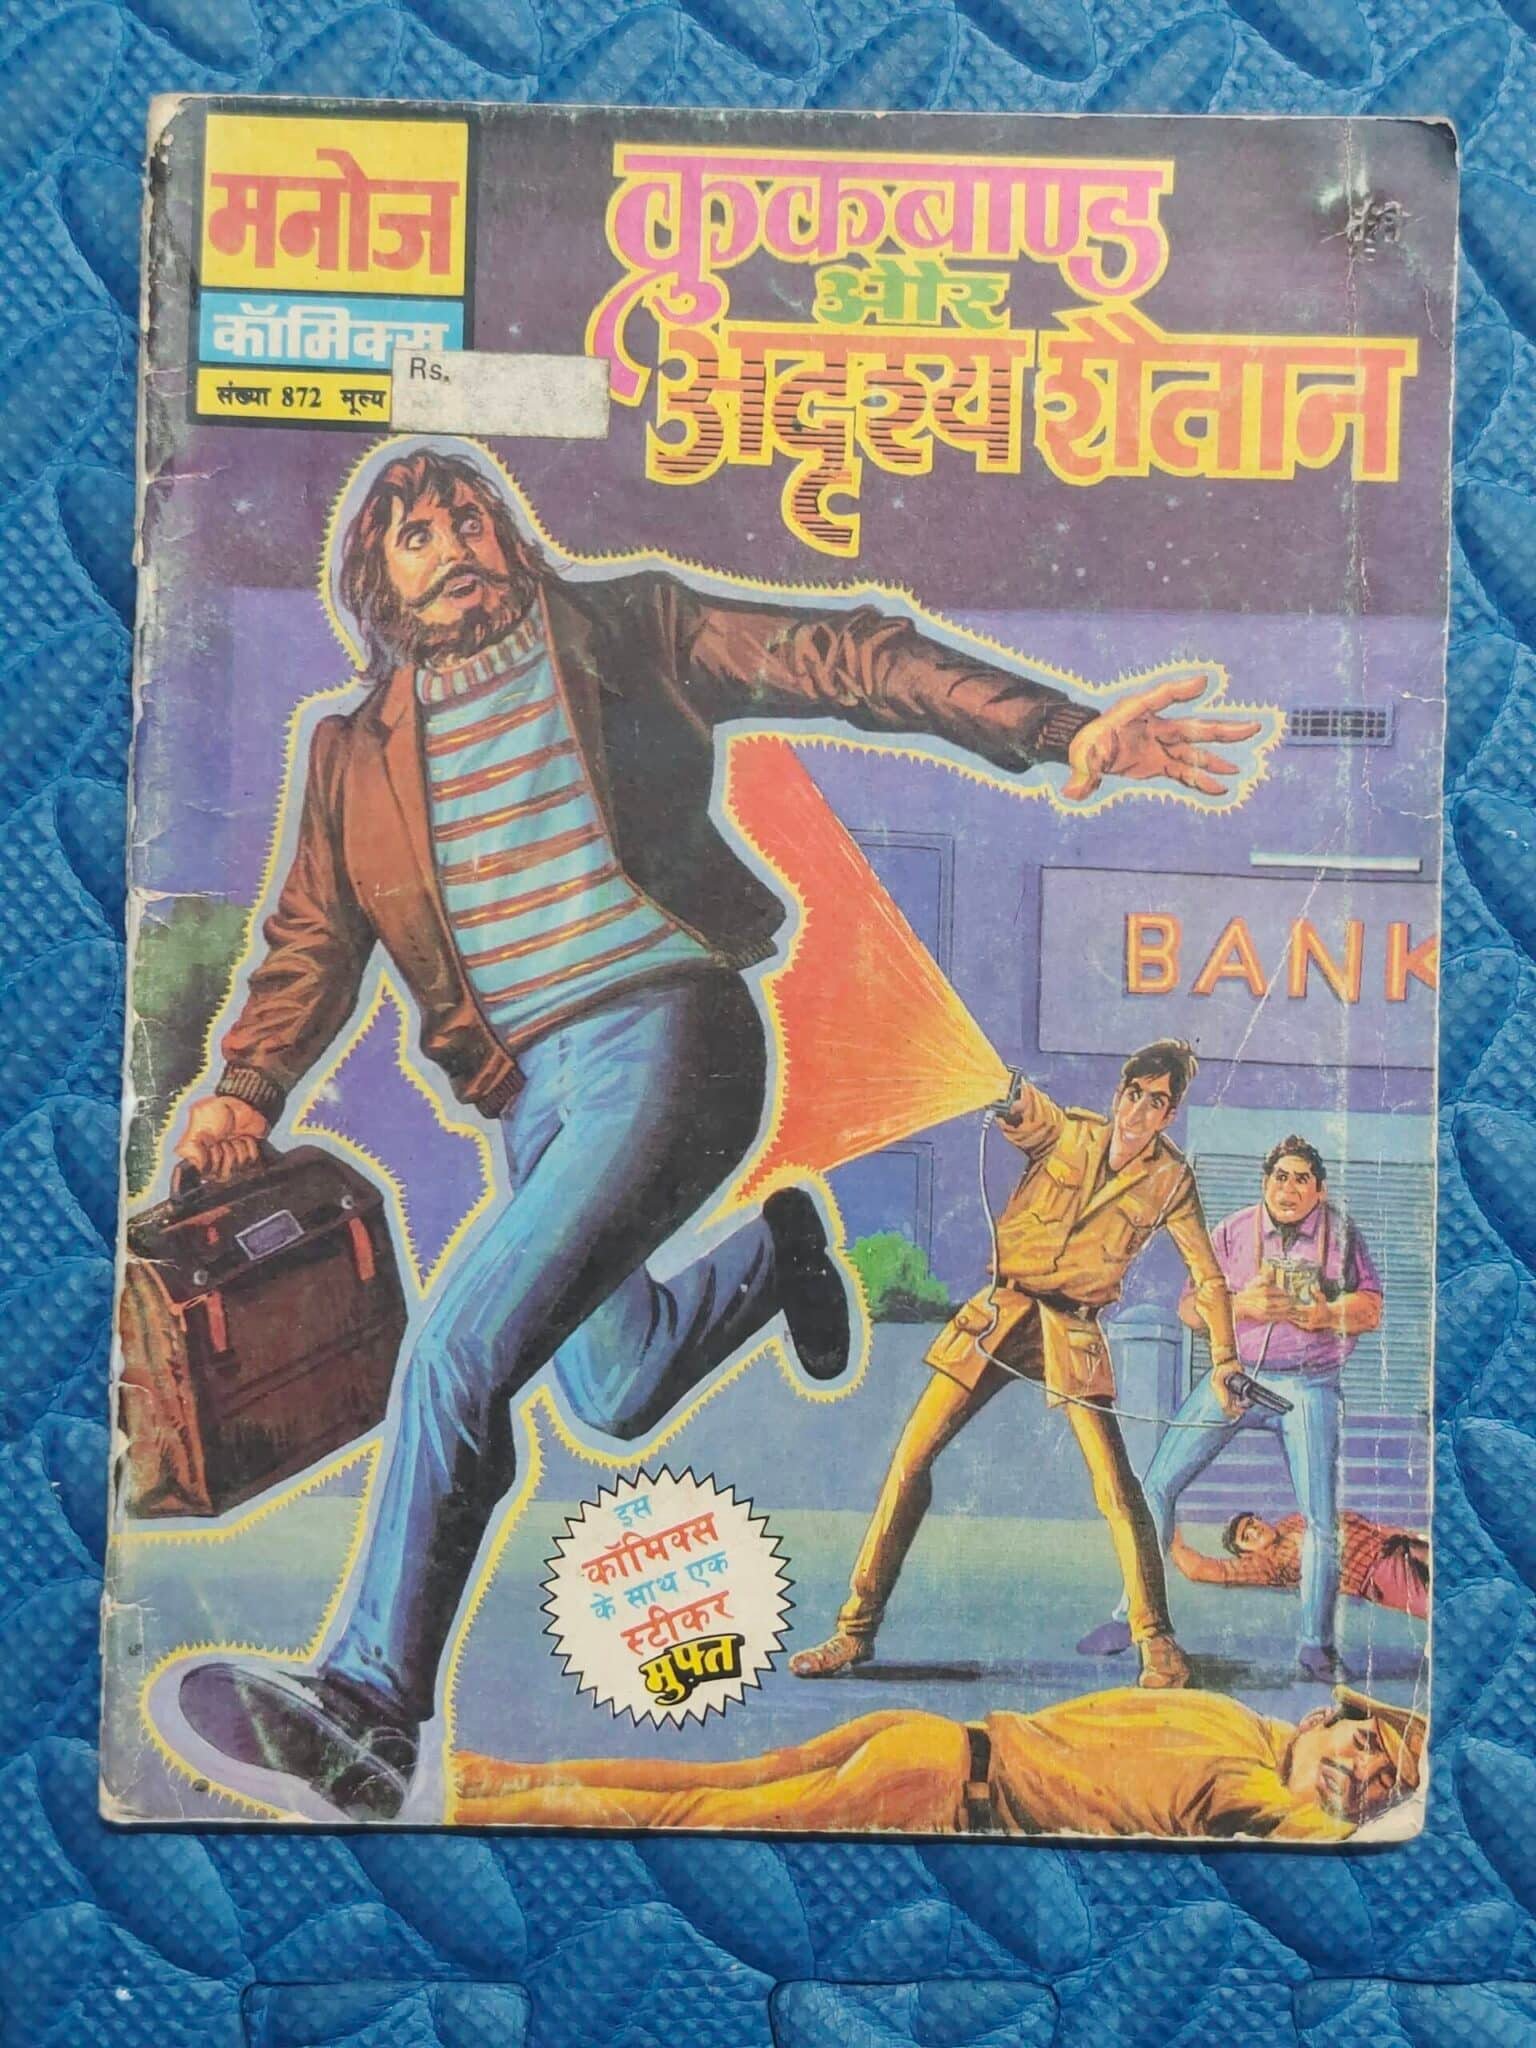 मनोज
कॉमिक्स
संख्या 872 मूल्य
Rs.
क्रुकबाण्ड
और
अदृश्य शैतान
BANK
इस
कॉमिक्स
के साथ एक
स्टीकर
मुफ्त